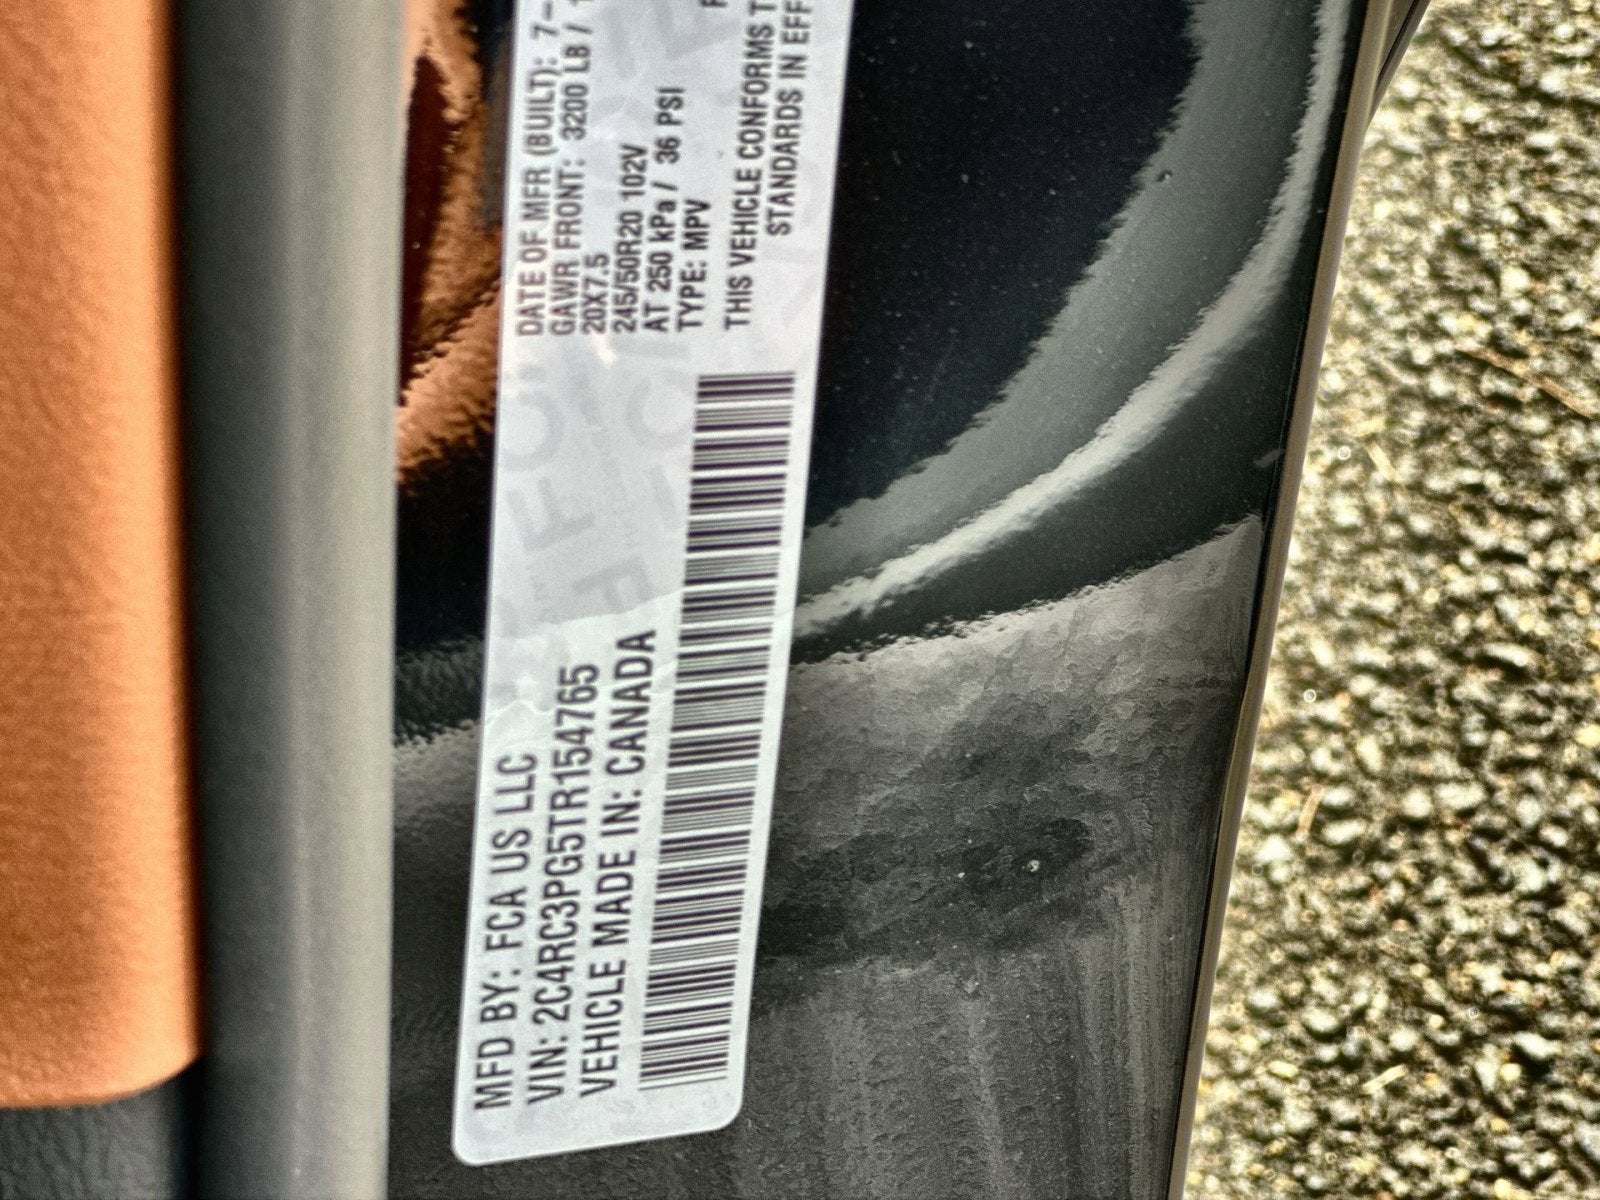 MFD BY: FCA US LLC
VIN: 2C4RC3PG5TR154765
VEHICLE MADE IN: CANADA
DATE OF MFR (BUILT): 7-
GAWR FRONT: 3200 LB /
20X7.5
245/50R20 102V
AT 250 kPa / 36 PSI
TYPE: MPV
THIS VEHICLE CONFORMS T
STANDARDS IN EFF